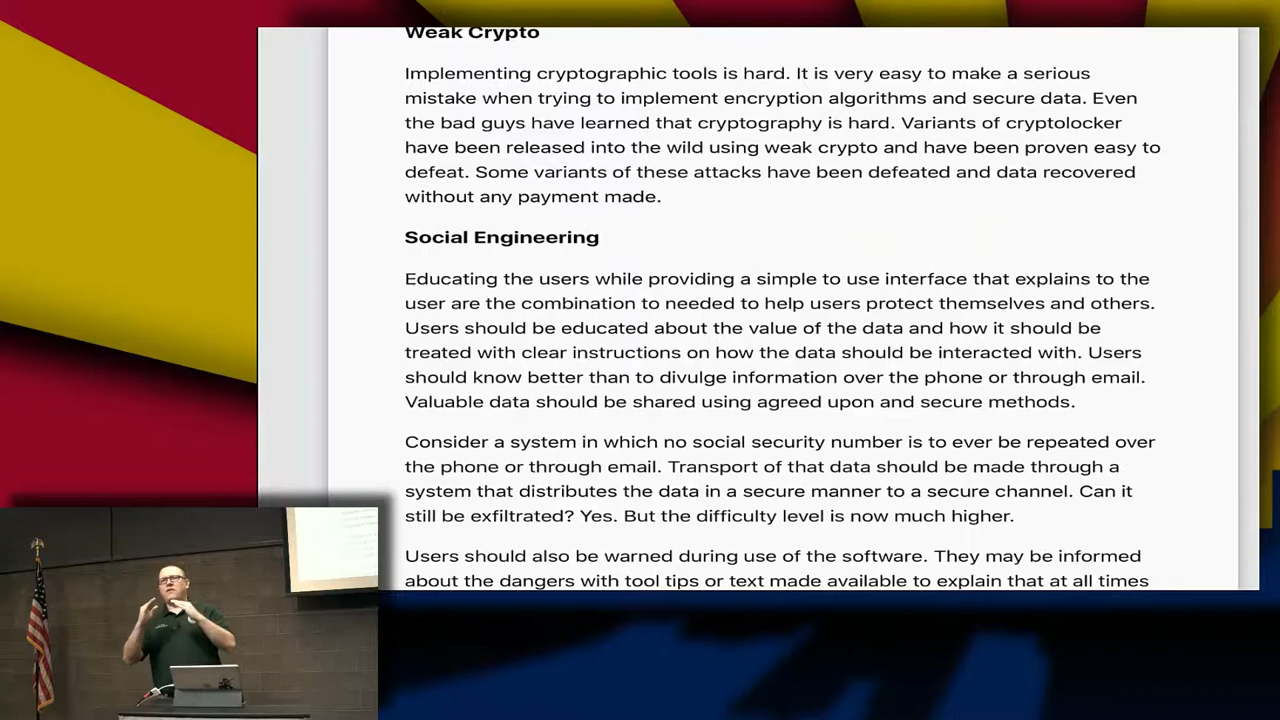 Weak Crypto
Implementing cryptographic tools is hard. It is very easy to make a serious
mistake when trying to implement encryption algorithms and secure data. Even
the bad guys have learned that cryptography is hard. Variants of cryptolocker
have been released into the wild using weak crypto and have been proven easy to
defeat. Some variants of these attacks have been defeated and data recovered
without any payment made.
Social Engineering
Educating the users while providing a simple to use interface that explains to the
user are the combination to needed to help users protect themselves and others.
Users should be educated about the value of the data and how it should be
treated with clear instructions on how the data should be interacted with. Users
should know better than to divulge information over the phone or through email.
Valuable data should be shared using agreed upon and secure methods.
Consider a system in which no social security number is to ever be repeated over
the phone or through email. Transport of that data should be made through a
system that distributes the data in a secure manner to a secure channel. Can it
still be exfiltrated? Yes. But the difficulty level is now much higher.
Users should also be warned during use of the software. They may be informed
about the dangers with tool tips or text made available to explain that at all times